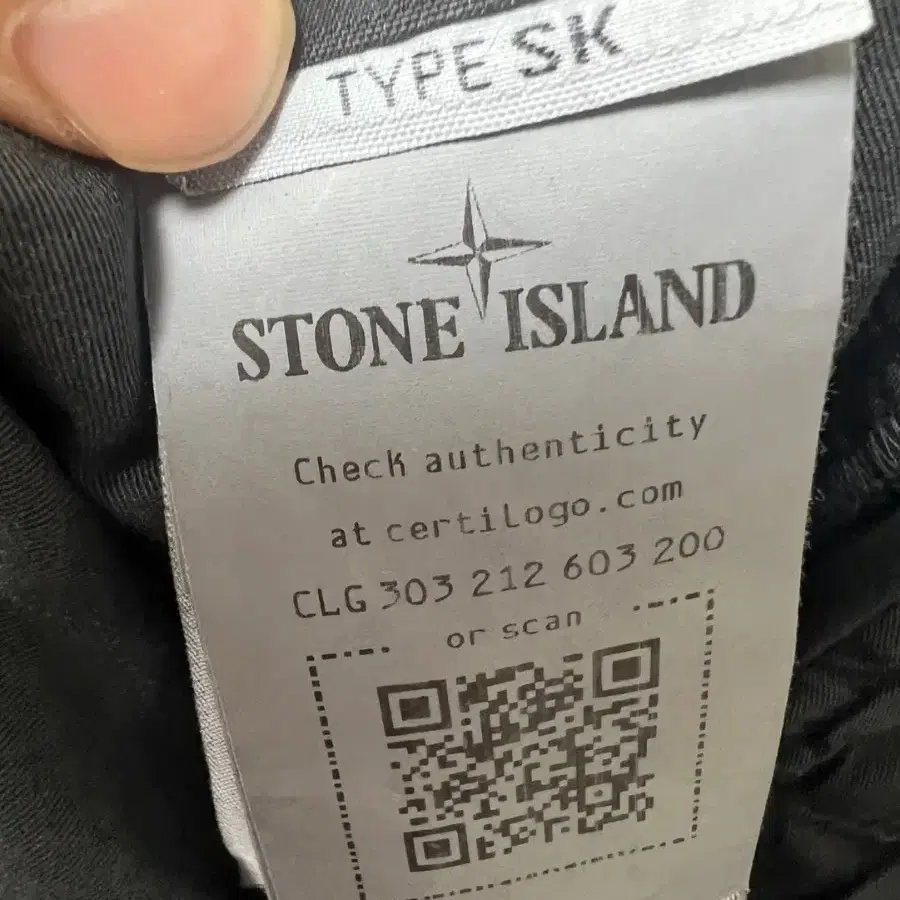 TYPE SK
STONE ISLAND
Check authenticity
at certilogo.com
CLG 303 212 603 200
or scan